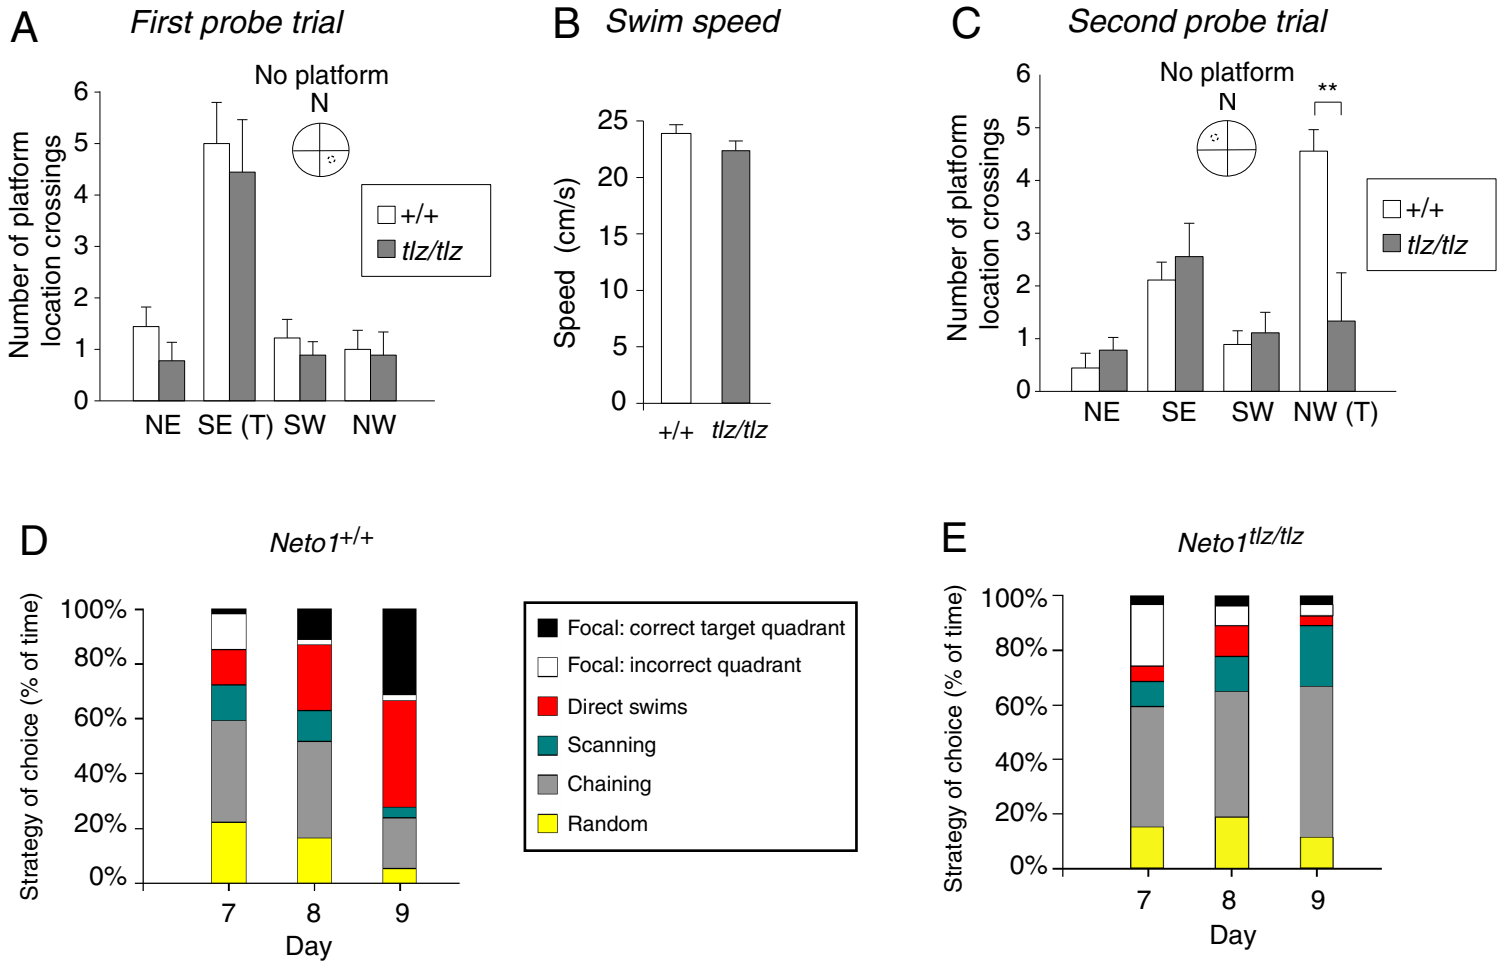 A
First probe trial
No platform
N
Number of platform
location crossings
6
5
4
3
2
1
0
+/+
tlz/tlz
NE
SE (T)
SW
NW
B
Swim speed
Speed (cm/s)
25
20
15
10
5
0
+/+
tlz/tlz
C
Second probe trial
No platform
N
**
Number of platform
location crossings
6
5
4
3
2
1
0
+/+
tlz/tlz
NE
SE
SW
NW (T)
D
Neto1+/+
Strategy of choice (% of time)
100%
80%
60%
40%
20%
0%
7
8
9
Day
Focal: correct target quadrant
Focal: incorrect quadrant
Direct swims
Scanning
Chaining
Random
E
Neto1tlz/tlz
Strategy of choice (% of time)
100%
80%
60%
40%
20%
0%
7
8
9
Day